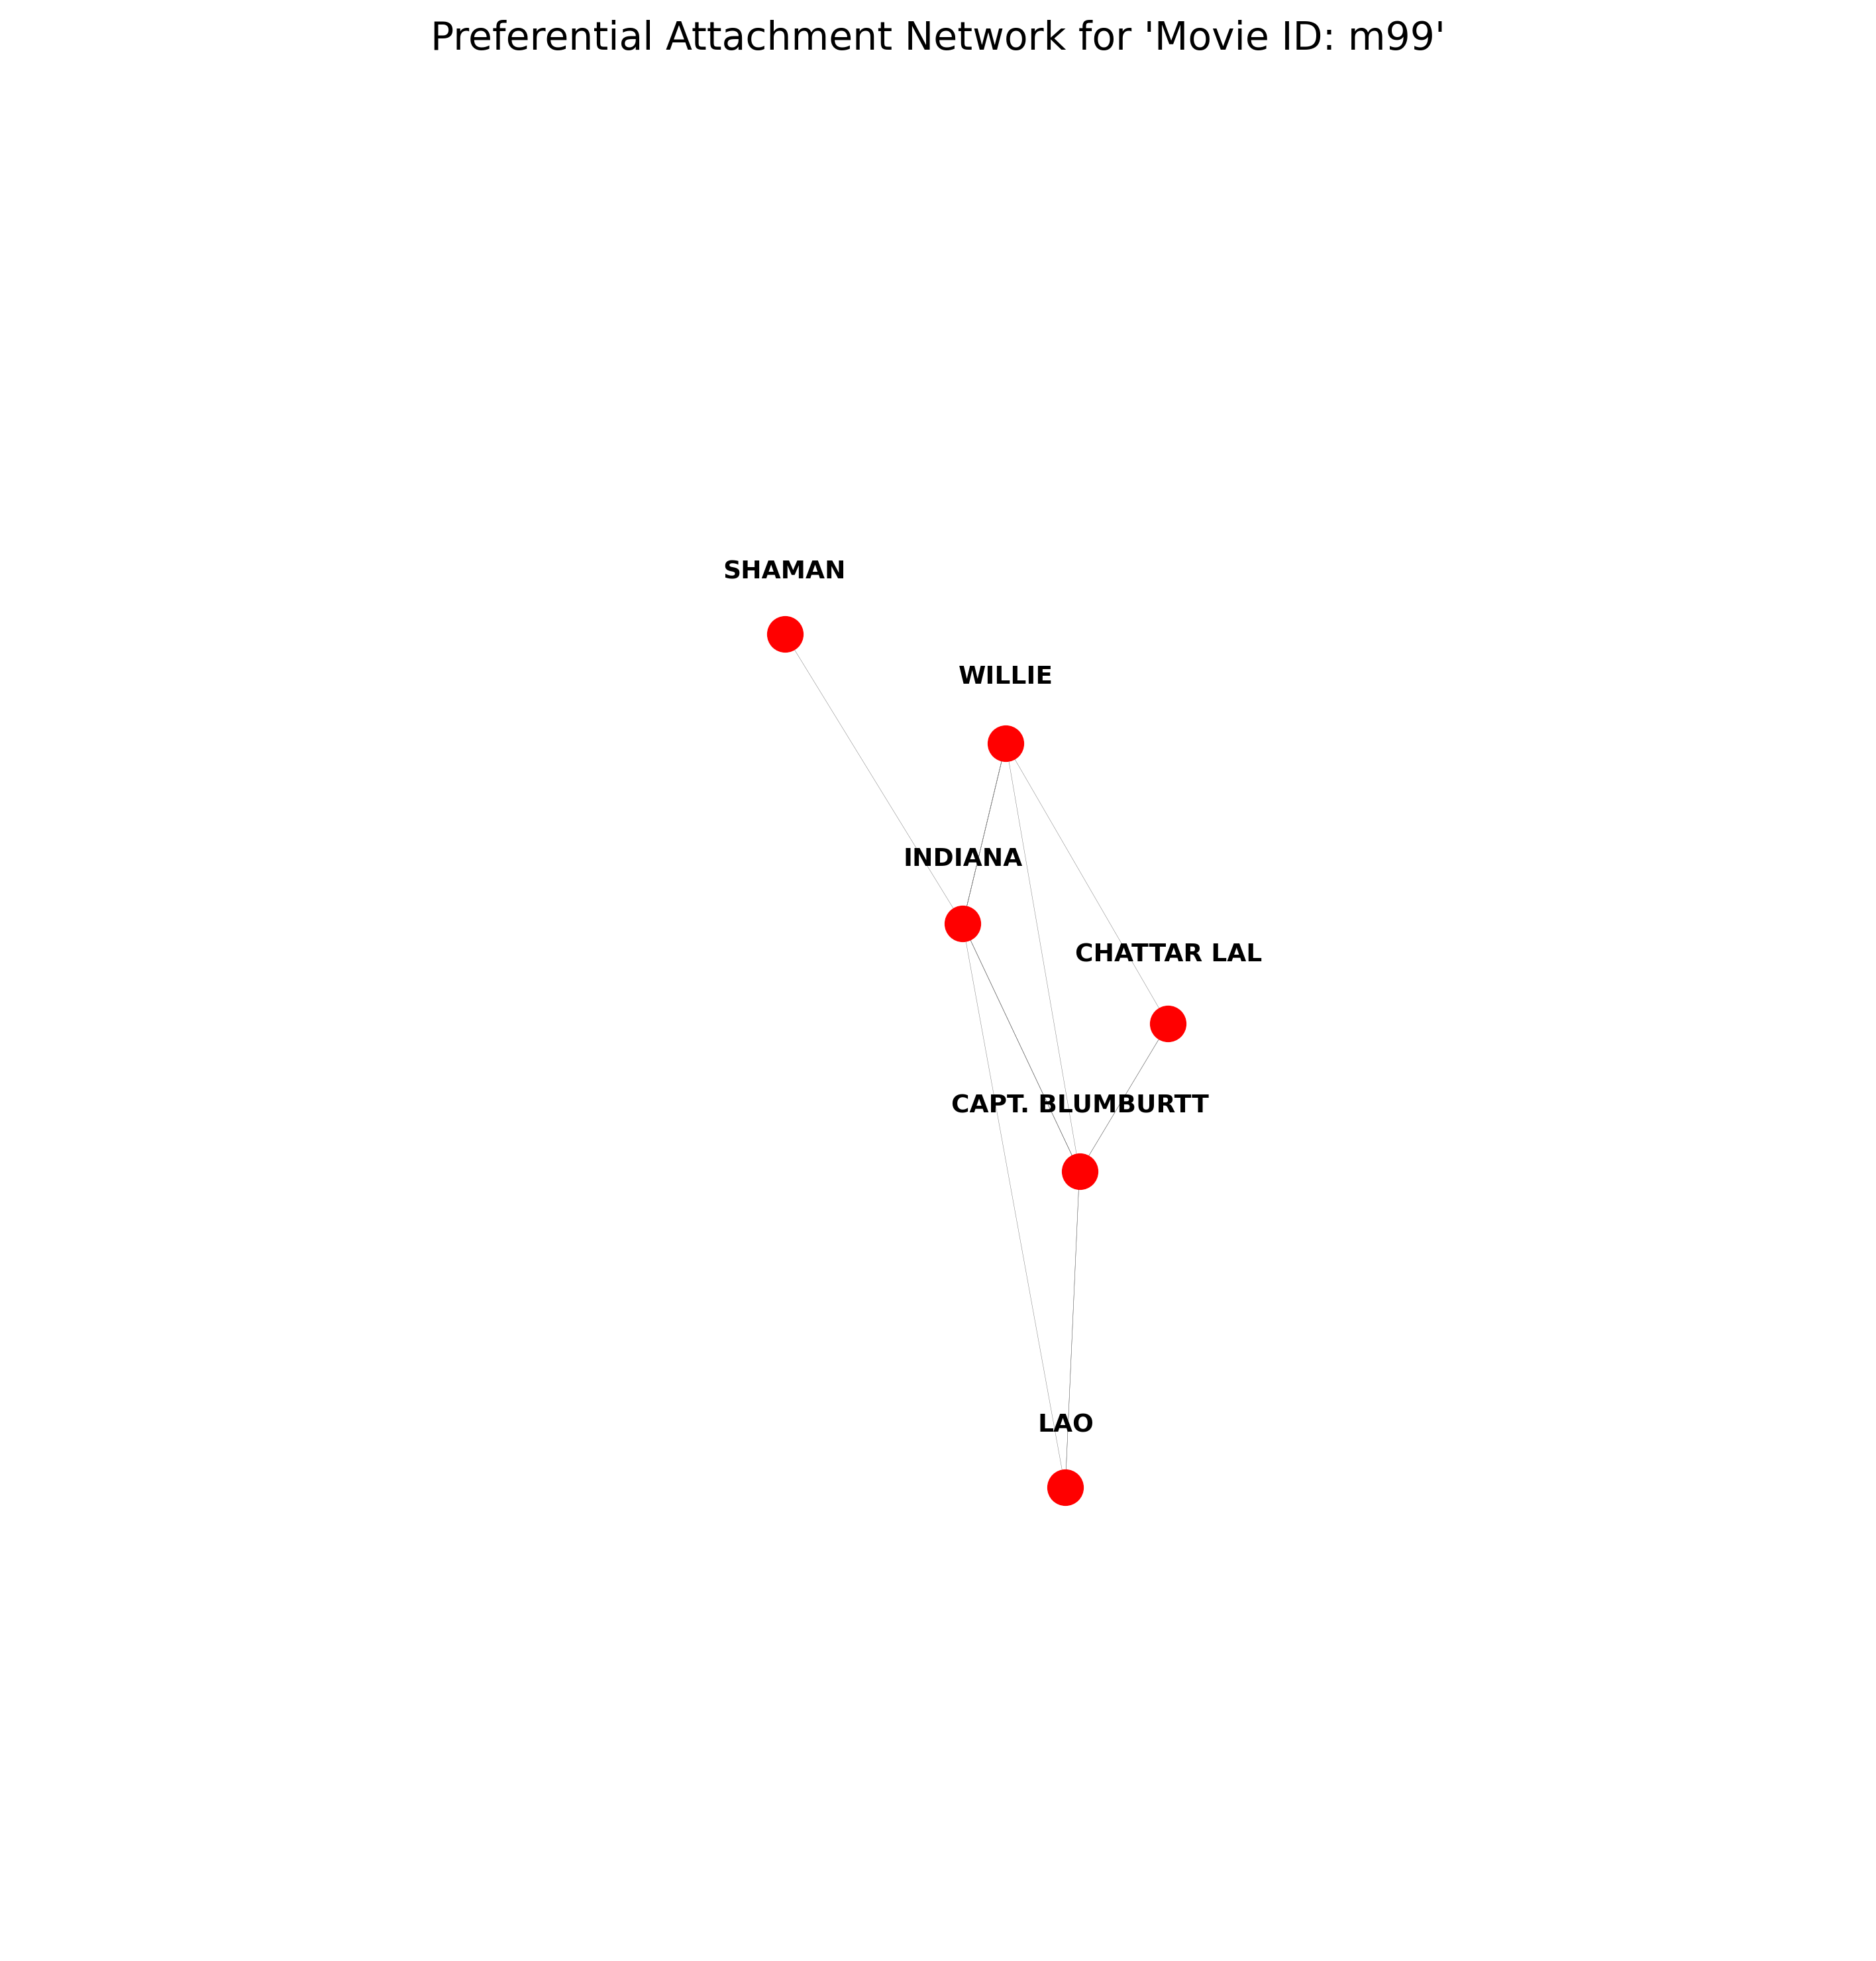 Preferential Attachment Network for 'Movie ID: m99'
SHAMAN
WILLIE
INDIANA
CHATTAR LAL
CAPT. BLUMBURTT
LAO